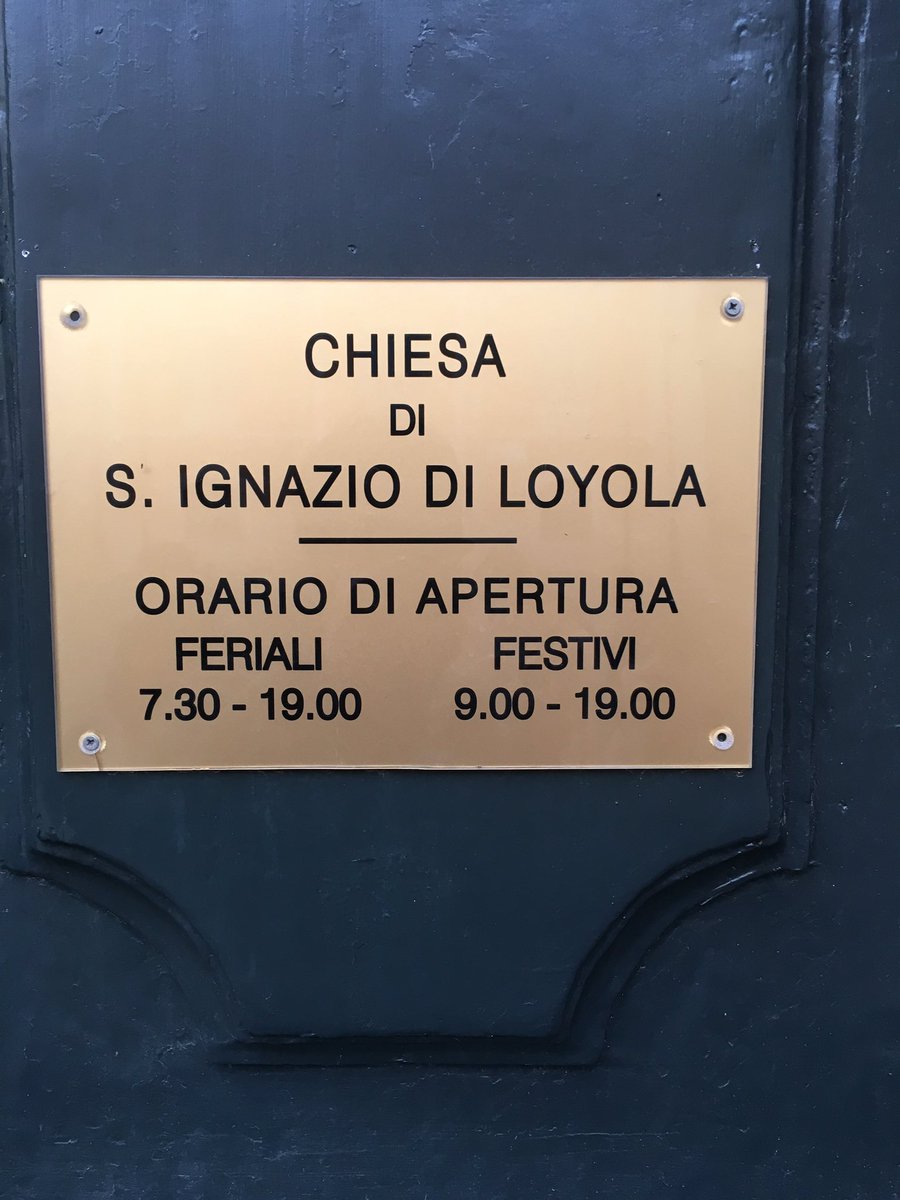 CHIESA
DI
S. IGNAZIO DI LOYOLA
ORARIO DI APERTURA
FERIALI FESTIVI
7.30 - 19.00 9.00 - 19.00